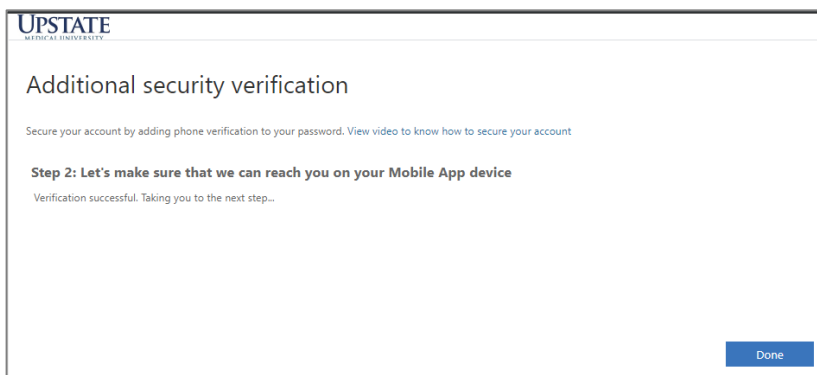 UPSTATE
MEDICAL UNIVERSITY
Additional security verification
Secure your account by adding phone verification to your password. View video to know how to secure your account
Step 2: Let's make sure that we can reach you on your Mobile App device
Verification successful. Taking you to the next step...
Done